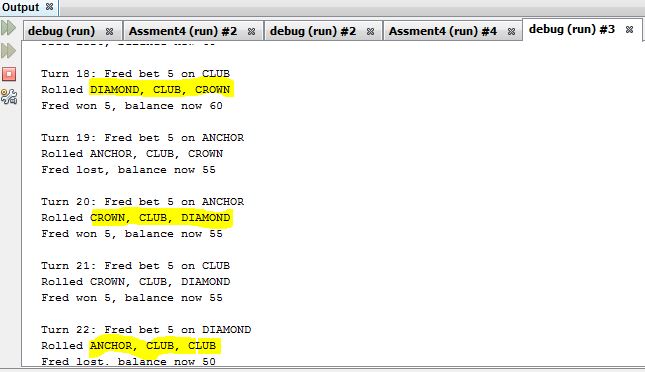 Output
debug (run) Assment4 (run) #2 debug (run) #2 Assment4 (run) #4 debug (run) #3
Turn 18: Fred bet 5 on CLUB
Rolled DIAMOND, CLUB, CROWN
Fred won 5, balance now 60
Turn 19: Fred bet 5 on ANCHOR
Rolled ANCHOR, CLUB, CROWN
Fred lost, balance now 55
Turn 20: Fred bet 5 on ANCHOR
Rolled CROWN, CLUB, DIAMOND
Fred won 5, balance now 55
Turn 21: Fred bet 5 on CLUB
Rolled CROWN, CLUB, DIAMOND
Fred won 5, balance now 55
Turn 22: Fred bet 5 on DIAMOND
Rolled ANCHOR, CLUB, CLUB
Fred lost, balance now 50